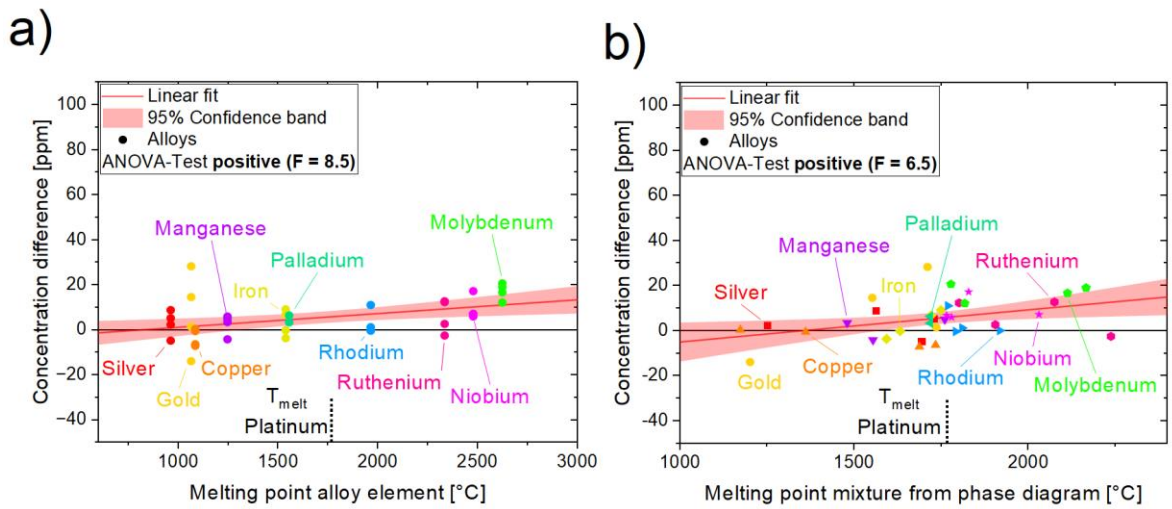 a)
Concentration difference [ppm]
100
80
60
40
20
0
−20
−40
Linear fit
95% Confidence band
Alloys
ANOVA-Test positive (F = 8.5)
Manganese
Palladium
Iron
Molybdenum
Silver
Gold
Copper
Rhodium
Ruthenium
Niobium
Tmelt
Platinum
1000 1500 2000 2500 3000
Melting point alloy element [°C]
b)
Concentration difference [ppm]
100
80
60
40
20
0
−20
−40
Linear fit
95% Confidence band
Alloys
ANOVA-Test positive (F = 6.5)
Palladium
Manganese
Ruthenium
Iron
Silver
Gold
Copper
Rhodium
Niobium
Molybdenum
Tmelt
Platinum
1000 1500 2000
Melting point mixture from phase diagram [°C]